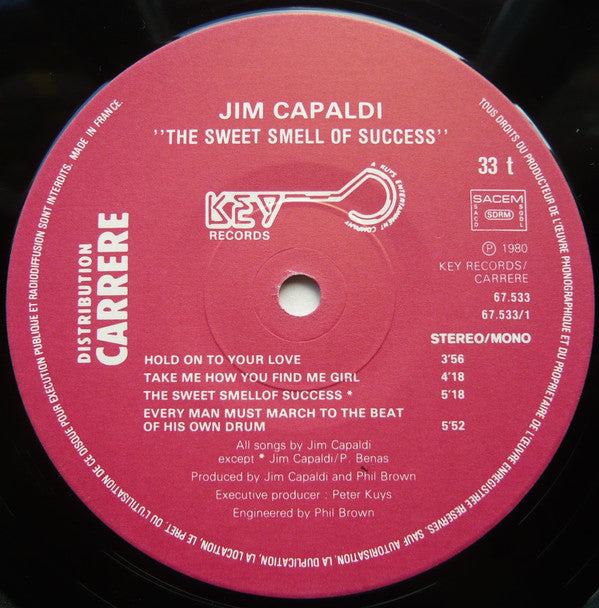 JIM CAPALDI
"THE SWEET SMELL OF SUCCESS"
33 t
KEY
RECORDS
A KUYS ENTERTAINMENT COMPANY
SACEM
SACD
SDRM
SGDL
℗ 1980
KEY RECORDS/
CARRERE
67.533
67.533/1
STEREO/MONO
DISTRIBUTION
CARRERE
HOLD ON TO YOUR LOVE 3'56
TAKE ME HOW YOU FIND ME GIRL 4'18
THE SWEET SMELLOF SUCCESS * 5'18
EVERY MAN MUST MARCH TO THE BEAT
OF HIS OWN DRUM 5'52
All songs by Jim Capaldi
except * Jim Capaldi/P. Benas
Produced by Jim Capaldi and Phil Brown
Executive producer : Peter Kuys
Engineered by Phil Brown
TOUS DROITS DU PRODUCTEUR DE L'ŒUVRE PHONOGRAPHIQUE ET DU PROPRIETAIRE DE L'ŒUVRE ENREGISTREE RESERVES. SAUF AUTORISATION, LA DUPLICATION, LA LOCATION, LE PRET OU L'UTILISATION DE CE DISQUE POUR EXECUTION PUBLIQUE ET RADIODIFFUSION SONT INTERDITS. MADE IN FRANCE.